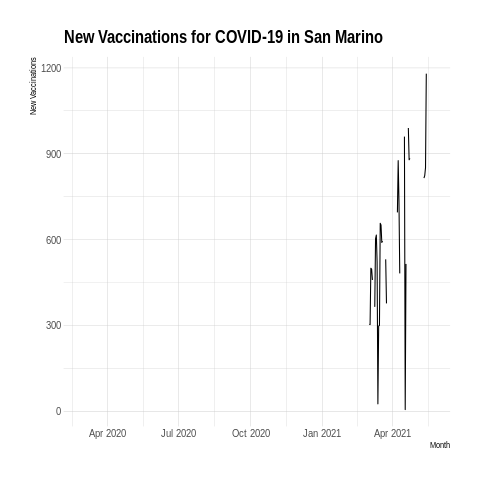 New Vaccinations for COVID-19 in San Marino
New Vaccinations
1200
900
600
300
0
Apr 2020
Jul 2020
Oct 2020
Jan 2021
Apr 2021
Month